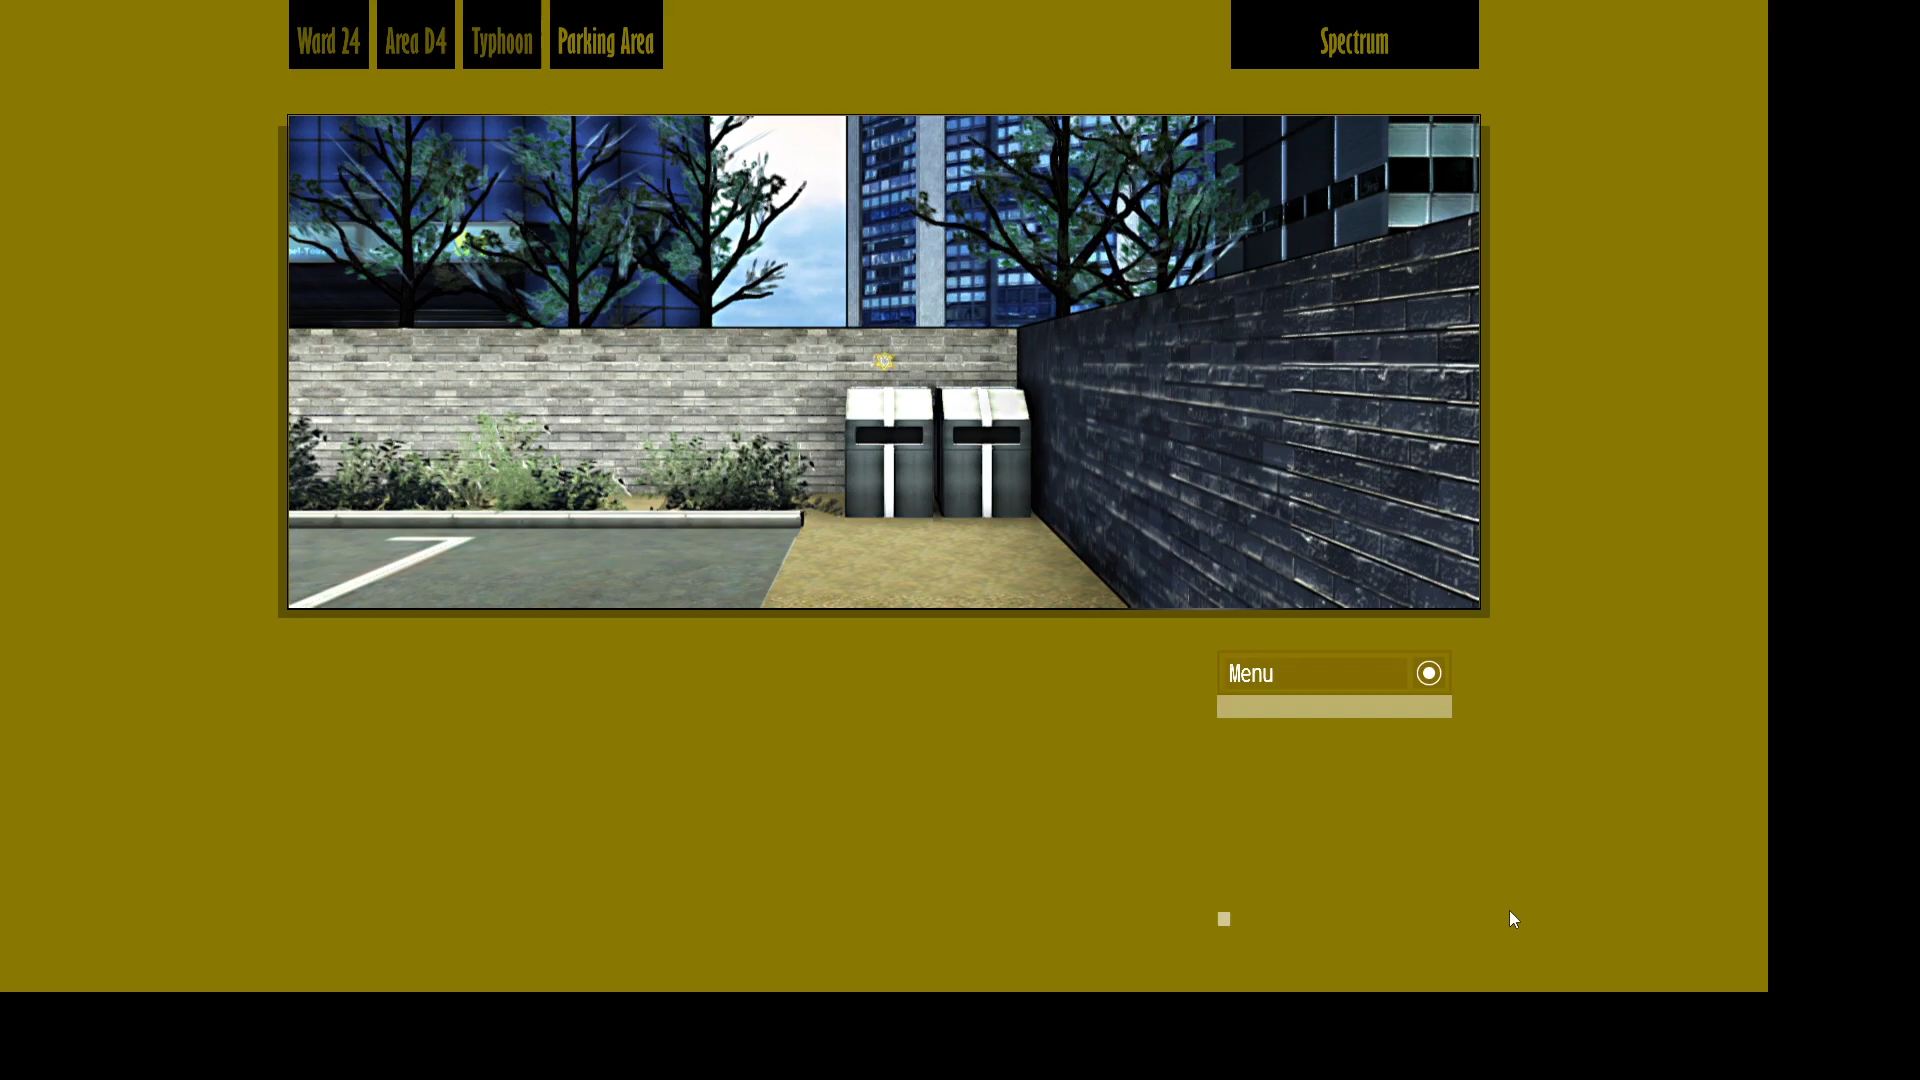 Ward 24
Area D4
Typhoon
Parking Area
Spectrum
Menu